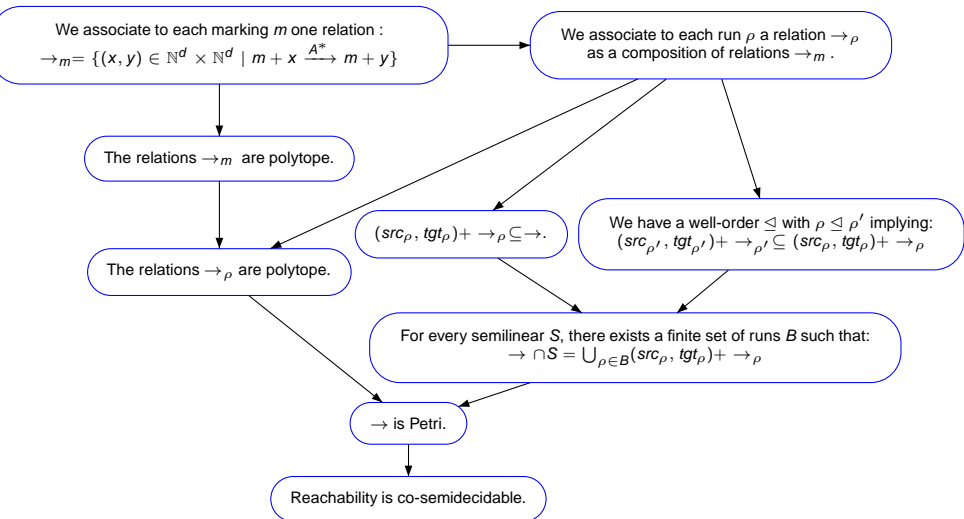 We associate to each marking m one relation :
→m= {(x, y) ∈ ℕᵈ × ℕᵈ | m + x —A*→ m + y}
We associate to each run ρ a relation →ρ
as a composition of relations →m .
The relations →m are polytope.
(srcρ, tgtρ)+ →ρ⊆→.
We have a well-order ⊴ with ρ ⊴ ρ′ implying:
(srcρ′, tgtρ′)+ →ρ′⊆ (srcρ, tgtρ)+ →ρ
The relations →ρ are polytope.
For every semilinear S, there exists a finite set of runs B such that:
→ ∩S = ⋃ρ∈B(srcρ, tgtρ)+ →ρ
→ is Petri.
Reachability is co-semidecidable.